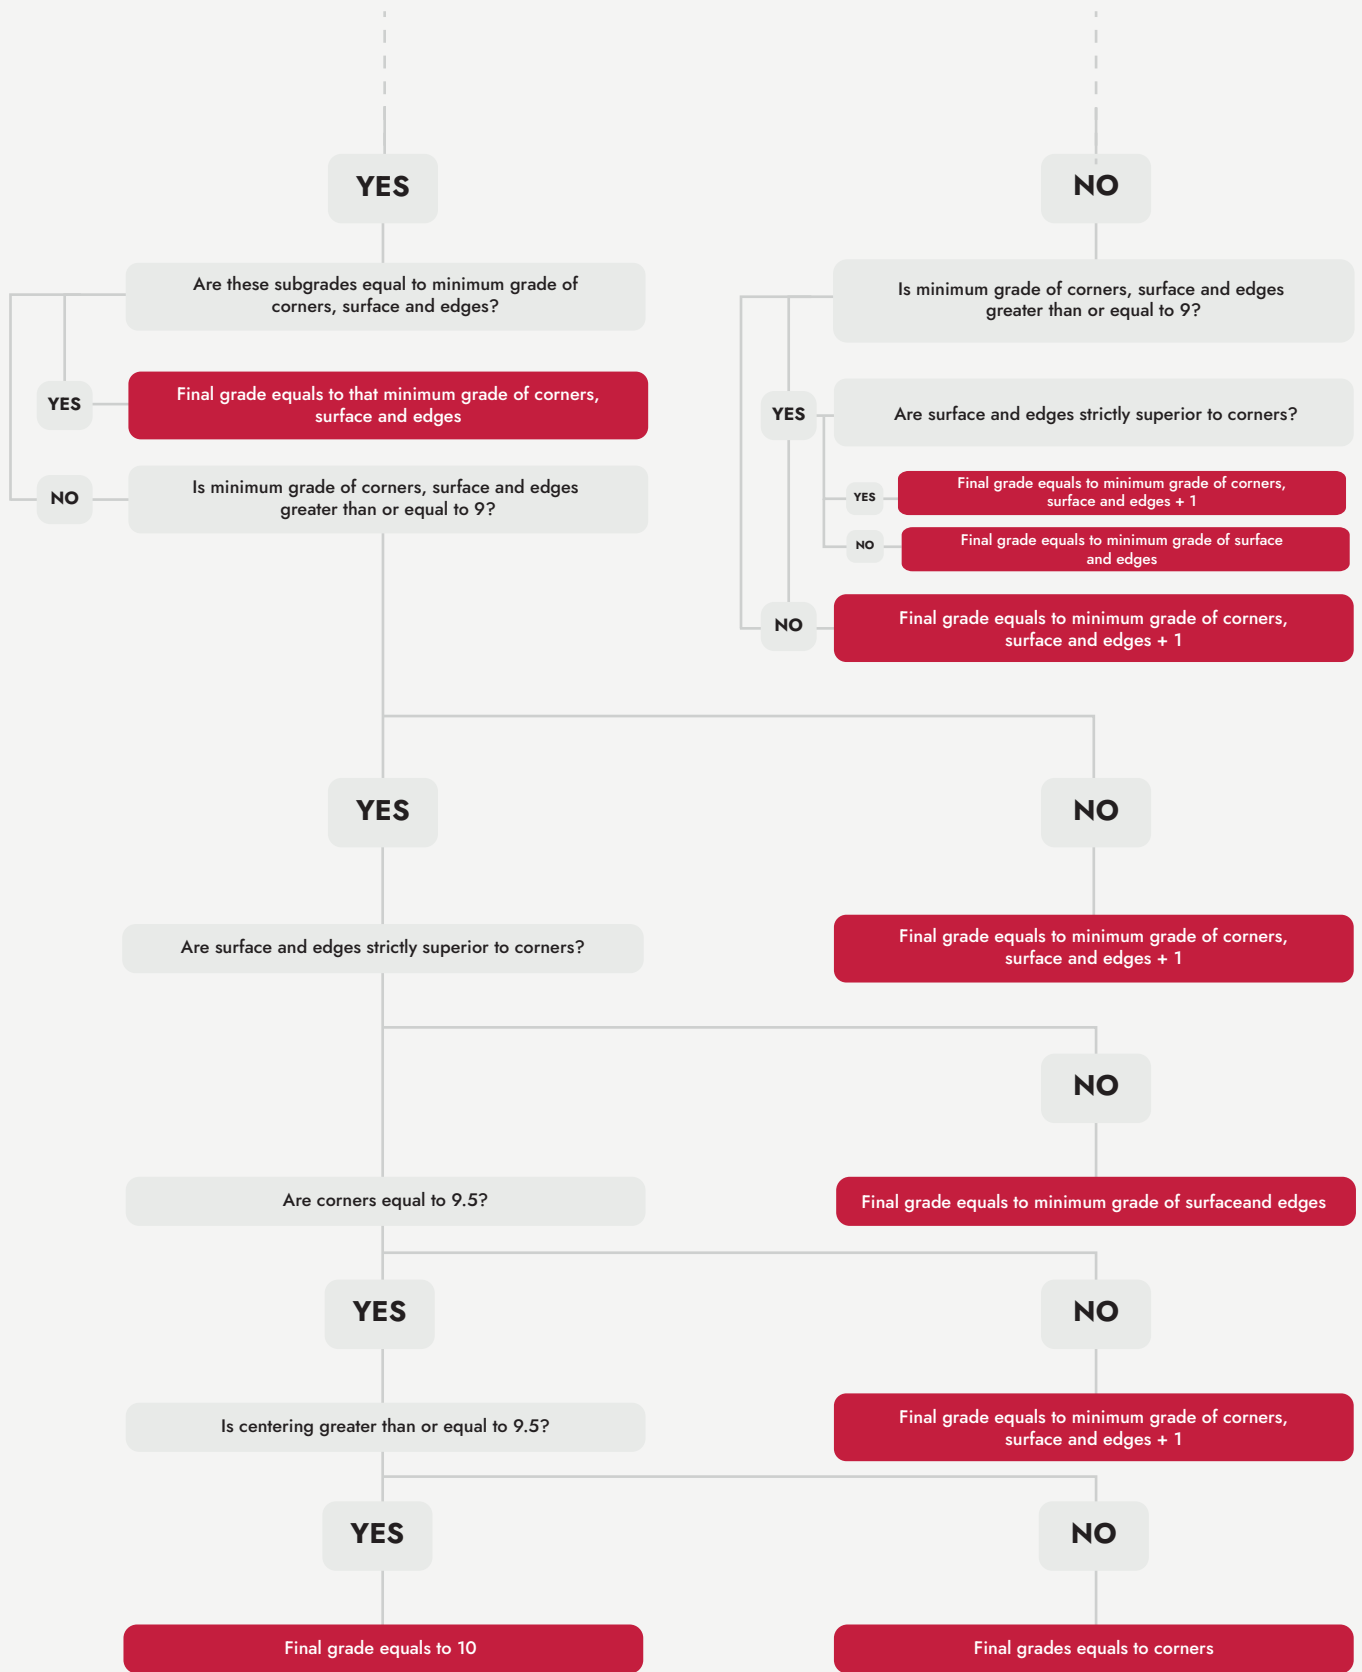 YES
NO
Are these subgrades equal to minimum grade of
corners, surface and edges?
YES
Final grade equals to that minimum grade of corners,
surface and edges
NO
Is minimum grade of corners, surface and edges
greater than or equal to 9?
Is minimum grade of corners, surface and edges
greater than or equal to 9?
YES
Are surface and edges strictly superior to corners?
YES
Final grade equals to minimum grade of corners,
surface and edges + 1
NO
Final grade equals to minimum grade of surface
and edges
NO
Final grade equals to minimum grade of corners,
surface and edges + 1
YES
NO
Are surface and edges strictly superior to corners?
Final grade equals to minimum grade of corners,
surface and edges + 1
NO
Are corners equal to 9.5?
Final grade equals to minimum grade of surfaceand edges
YES
NO
Is centering greater than or equal to 9.5?
Final grade equals to minimum grade of corners,
surface and edges + 1
YES
NO
Final grade equals to 10
Final grades equals to corners